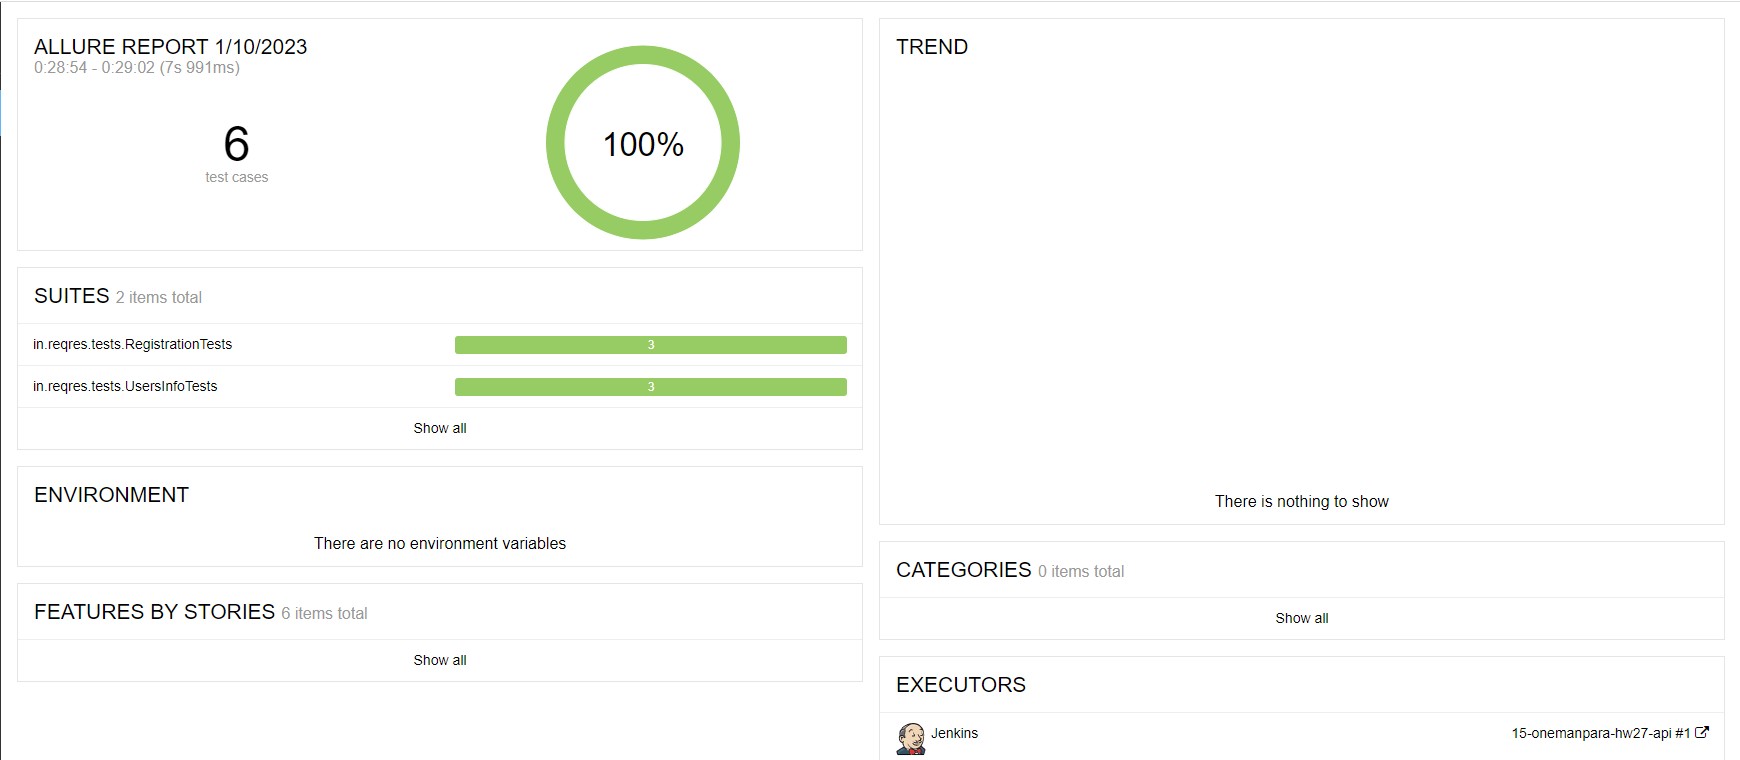 ALLURE REPORT 1/10/2023
0:28:54 - 0:29:02 (7s 991ms)
6
test cases
100%
SUITES 2 items total
in.reqres.tests.RegistrationTests 3
in.reqres.tests.UsersInfoTests 3
Show all
ENVIRONMENT
There are no environment variables
FEATURES BY STORIES 6 items total
Show all
TREND
There is nothing to show
CATEGORIES 0 items total
Show all
EXECUTORS
Jenkins 15-onemanpara-hw27-api #1